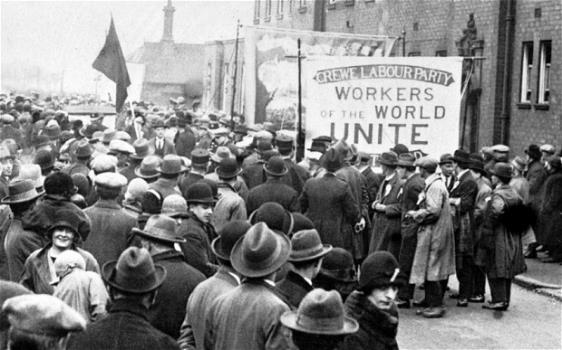 CREWE LABOUR PARTY
WORKERS
OF THE WORLD
UNITE